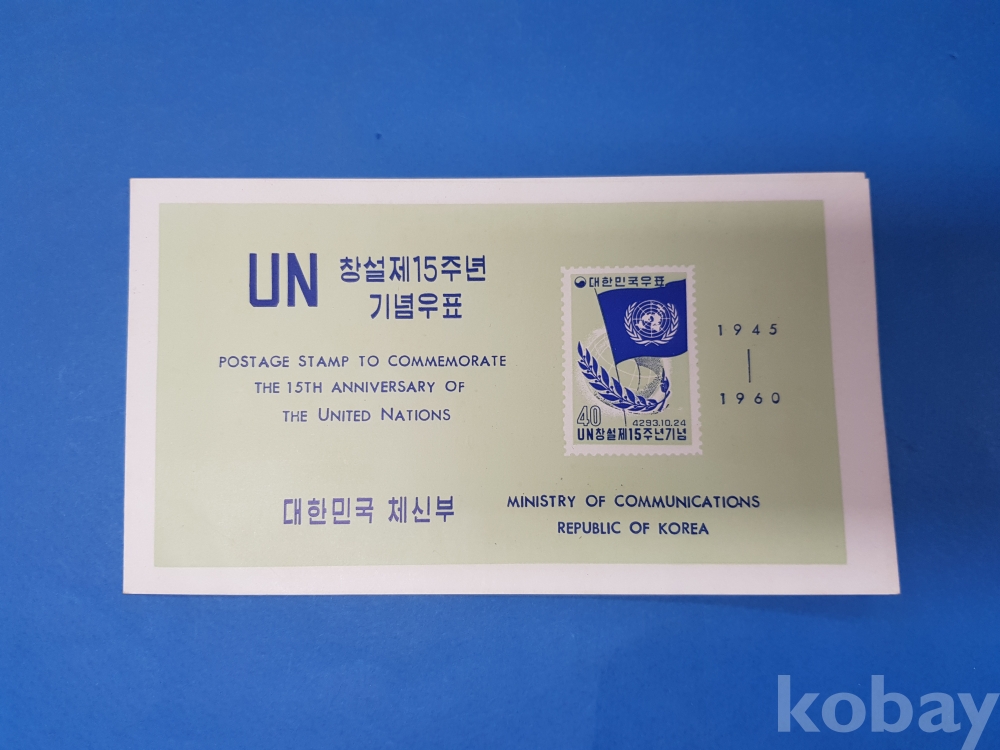 UN 창설제15주년
기념우표
POSTAGE STAMP TO COMMEMORATE
THE 15TH ANNIVERSARY OF
THE UNITED NATIONS
대한민국우표
40
4293.10.24
UN창설제15주년기념
1945
1960
대한민국 체신부
MINISTRY OF COMMUNICATIONS
REPUBLIC OF KOREA
kobay